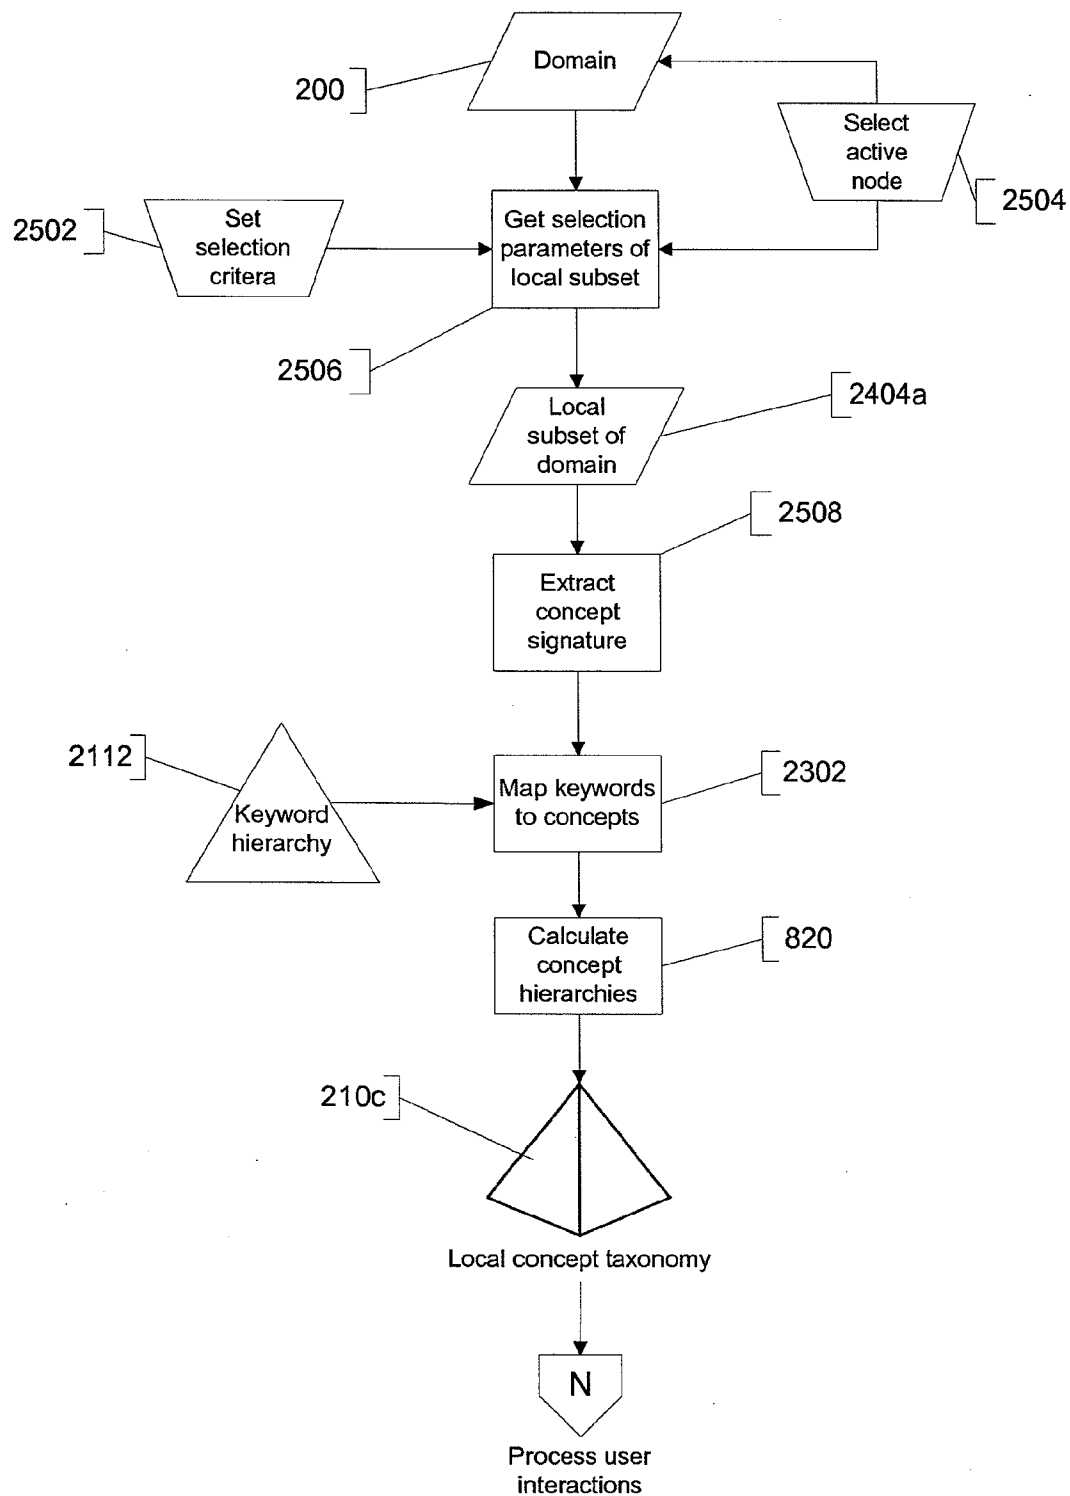 Domain
200
Select
active
node
2504
2502
Set
selection
critera
Get selection
parameters of
local subset
2506
2404a
Local
subset of
domain
2508
Extract
concept
signature
2112
Keyword
hierarchy
Map keywords
to concepts
2302
Calculate
concept
hierarchies
820
210c
Local concept taxonomy
N
Process user
interactions